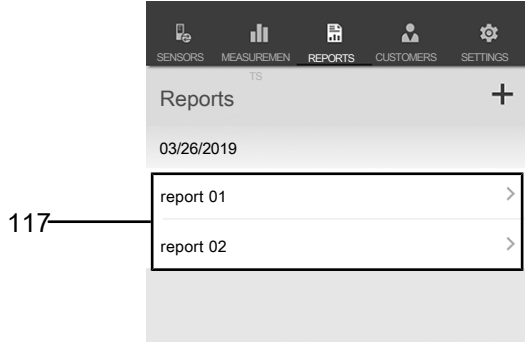 SENSORS MEASUREMEN REPORTS CUSTOMERS SETTINGS
TS
Reports +
03/26/2019
report 01 >
117
report 02 >